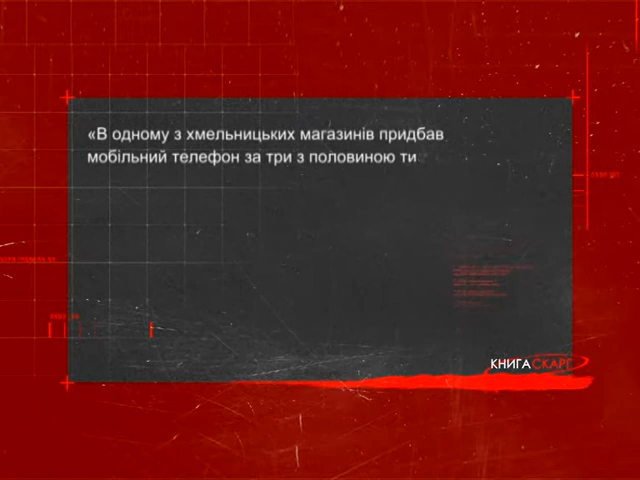 «В одному з хмельницьких магазинів придбав
мобільний телефон за три з половиною ти
КНИГА СКАРГ